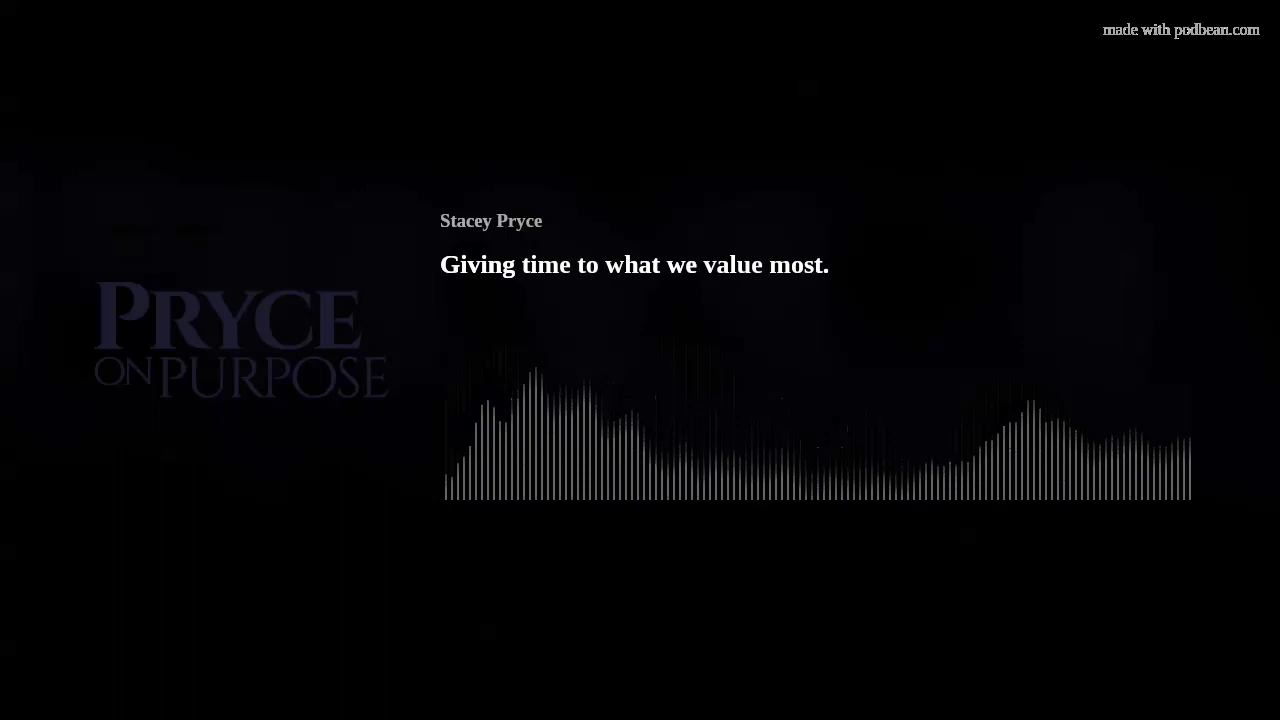 made with podbean.com
Stacey Pryce
Giving time to what we value most.
PRYCE
ON PURPOSE